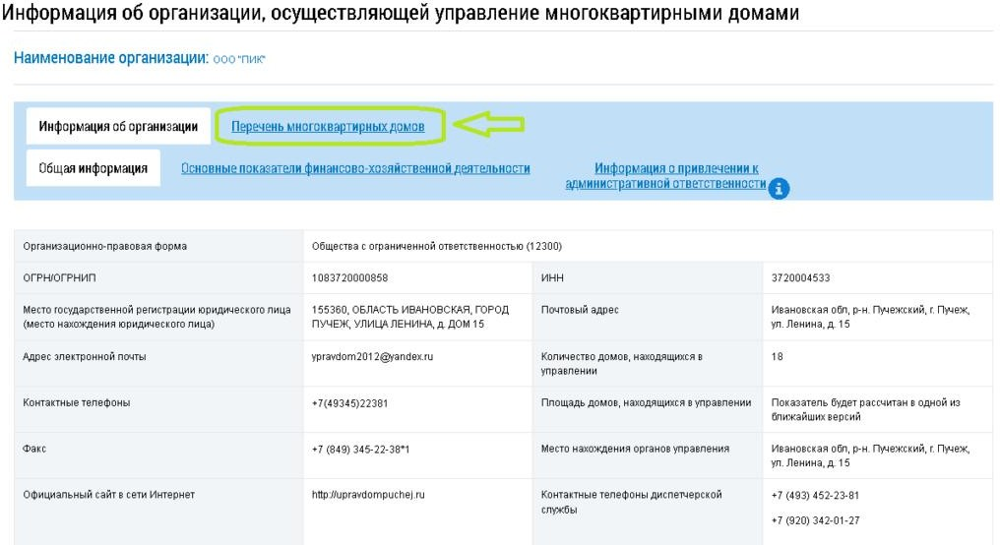 Информация об организации, осуществляющей управление многоквартирными домами
Наименование организации: ООО "ПИК"
Информация об организации
Перечень многоквартирных домов
Общая информация
Основные показатели финансово-хозяйственной деятельности
Информация о привлечении к
административной ответственности
i
Организационно-правовая форма
Общества с ограниченной ответственностью (12300)
ОГРН/ОГРНИП
1083720000858
ИНН
3720004533
Место государственной регистрации юридического лица
(место нахождения юридического лица)
155360, ОБЛАСТЬ ИВАНОВСКАЯ, ГОРОД
ПУЧЕЖ, УЛИЦА ЛЕНИНА, д. ДОМ 15
Почтовый адрес
Ивановская обл, р-н. Пучежский, г. Пучеж,
ул. Ленина, д. 15
Адрес электронной почты
ypravdom2012@yandex.ru
Количество домов, находящихся в
управлении
18
Контактные телефоны
+7(49345)22381
Площадь домов, находящихся в управлении
Показатель будет рассчитан в одной из
ближайших версий
Факс
+7 (849) 345-22-38*1
Место нахождения органов управления
Ивановская обл, р-н. Пучежский, г. Пучеж,
ул. Ленина, д. 15
Официальный сайт в сети Интернет
http://upravdompuchej.ru
Контактные телефоны диспетчерской
службы
+7 (493) 452-23-81
+7 (920) 342-01-27